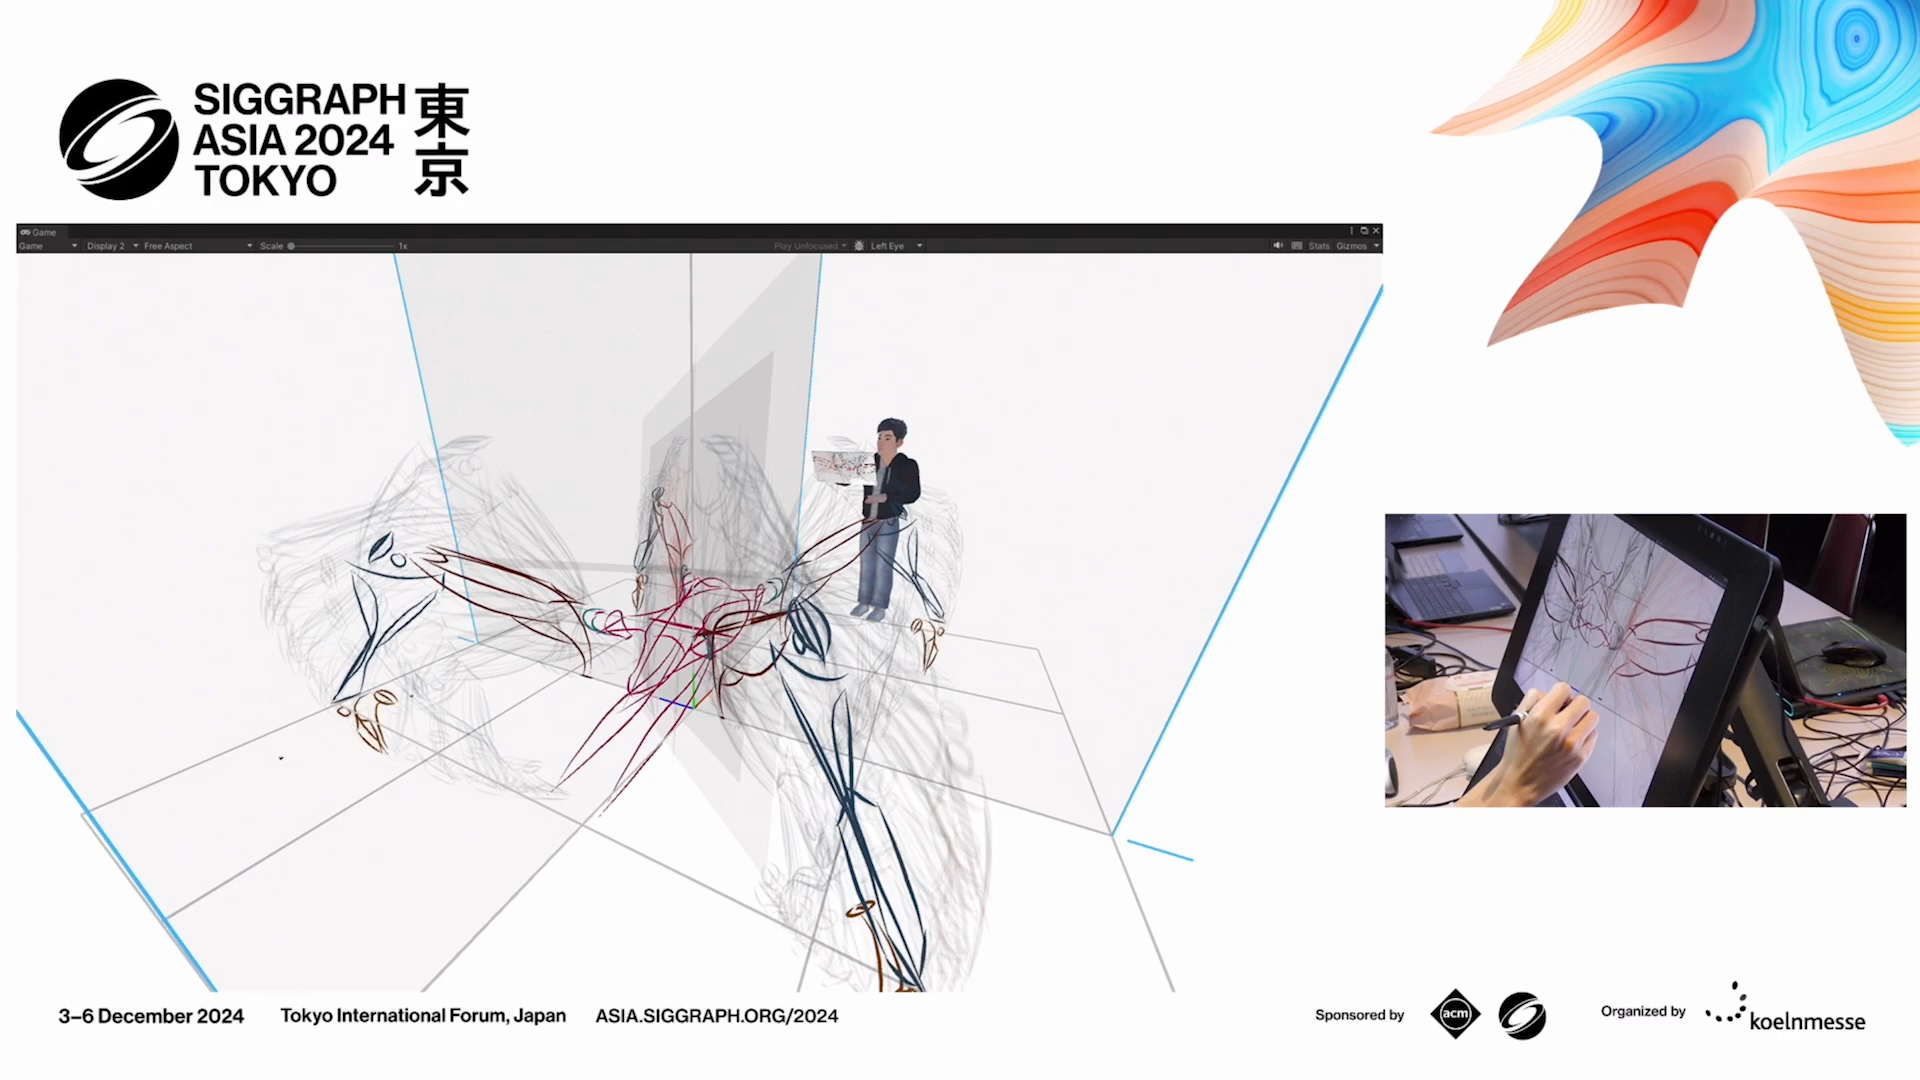 SIGGRAPH
ASIA 2024
TOKYO
東京
Game
Game Display 2 Free Aspect Scale 1x Play Unfocused Left Eye Stats Gizmos
3–6 December 2024 Tokyo International Forum, Japan ASIA.SIGGRAPH.ORG/2024
Sponsored by acm Organized by koelnmesse